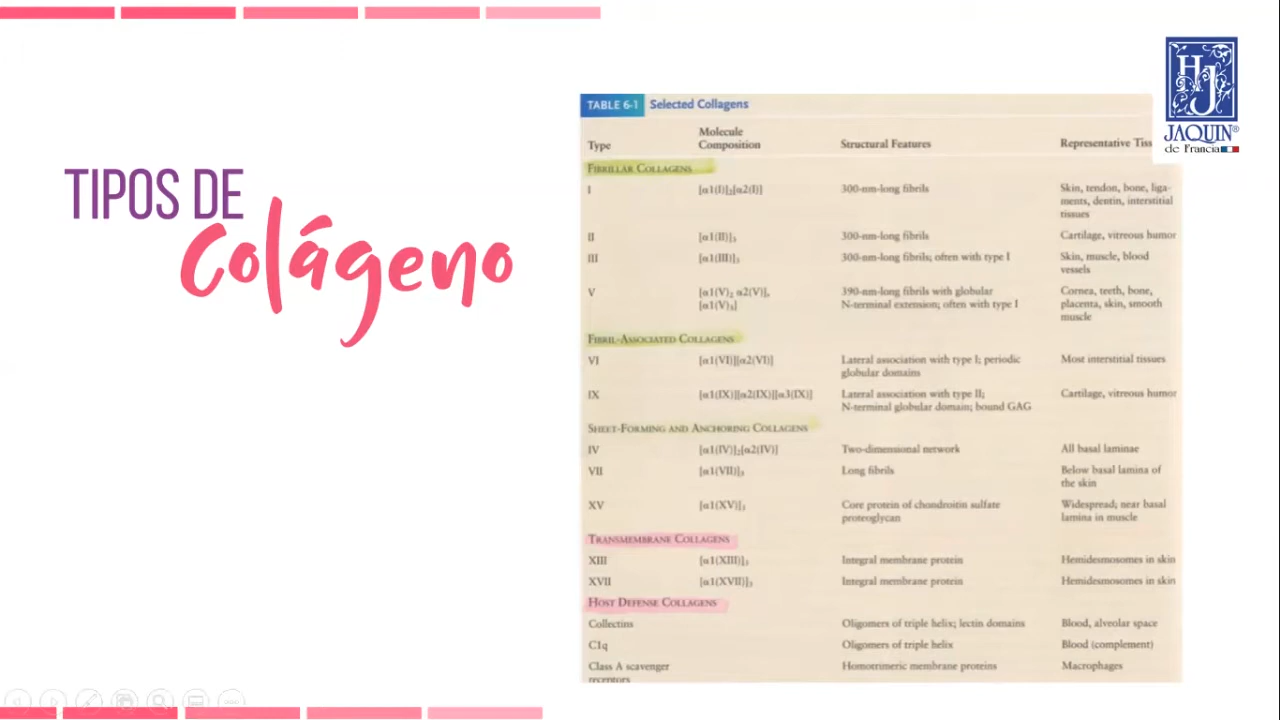 TIPOS DE
Colágeno
HJ
JAQUIN®
de Francia
TABLE 6-1 Selected Collagens
Type Molecule Composition Structural Features Representative Tiss
FIBRILLAR COLLAGENS
I [α1(I)]₂[α2(I)] 300-nm-long fibrils Skin, tendon, bone, liga-
ments, dentin, interstitial
tissues
II [α1(II)]₃ 300-nm-long fibrils Cartilage, vitreous humor
III [α1(III)]₃ 300-nm-long fibrils; often with type I Skin, muscle, blood
vessels
V [α1(V)₂ α2(V)], 390-nm-long fibrils with globular Cornea, teeth, bone,
[α1(V)₃] N-terminal extension; often with type I placenta, skin, smooth
muscle
FIBRIL-ASSOCIATED COLLAGENS
VI [α1(VI)][α2(VI)] Lateral association with type I; periodic Most interstitial tissues
globular domains
IX [α1(IX)][α2(IX)][α3(IX)] Lateral association with type II; Cartilage, vitreous humor
N-terminal globular domain; bound GAG
SHEET-FORMING AND ANCHORING COLLAGENS
IV [α1(IV)]₂[α2(IV)] Two-dimensional network All basal laminae
VII [α1(VII)]₃ Long fibrils Below basal lamina of
the skin
XV [α1(XV)]₃ Core protein of chondroitin sulfate Widespread; near basal
proteoglycan lamina in muscle
TRANSMEMBRANE COLLAGENS
XIII [α1(XIII)]₃ Integral membrane protein Hemidesmosomes in skin
XVII [α1(XVII)]₃ Integral membrane protein Hemidesmosomes in skin
HOST DEFENSE COLLAGENS
Collectins Oligomers of triple helix; lectin domains Blood, alveolar space
C1q Oligomers of triple helix Blood (complement)
Class A scavenger Homotrimeric membrane proteins Macrophages
receptors